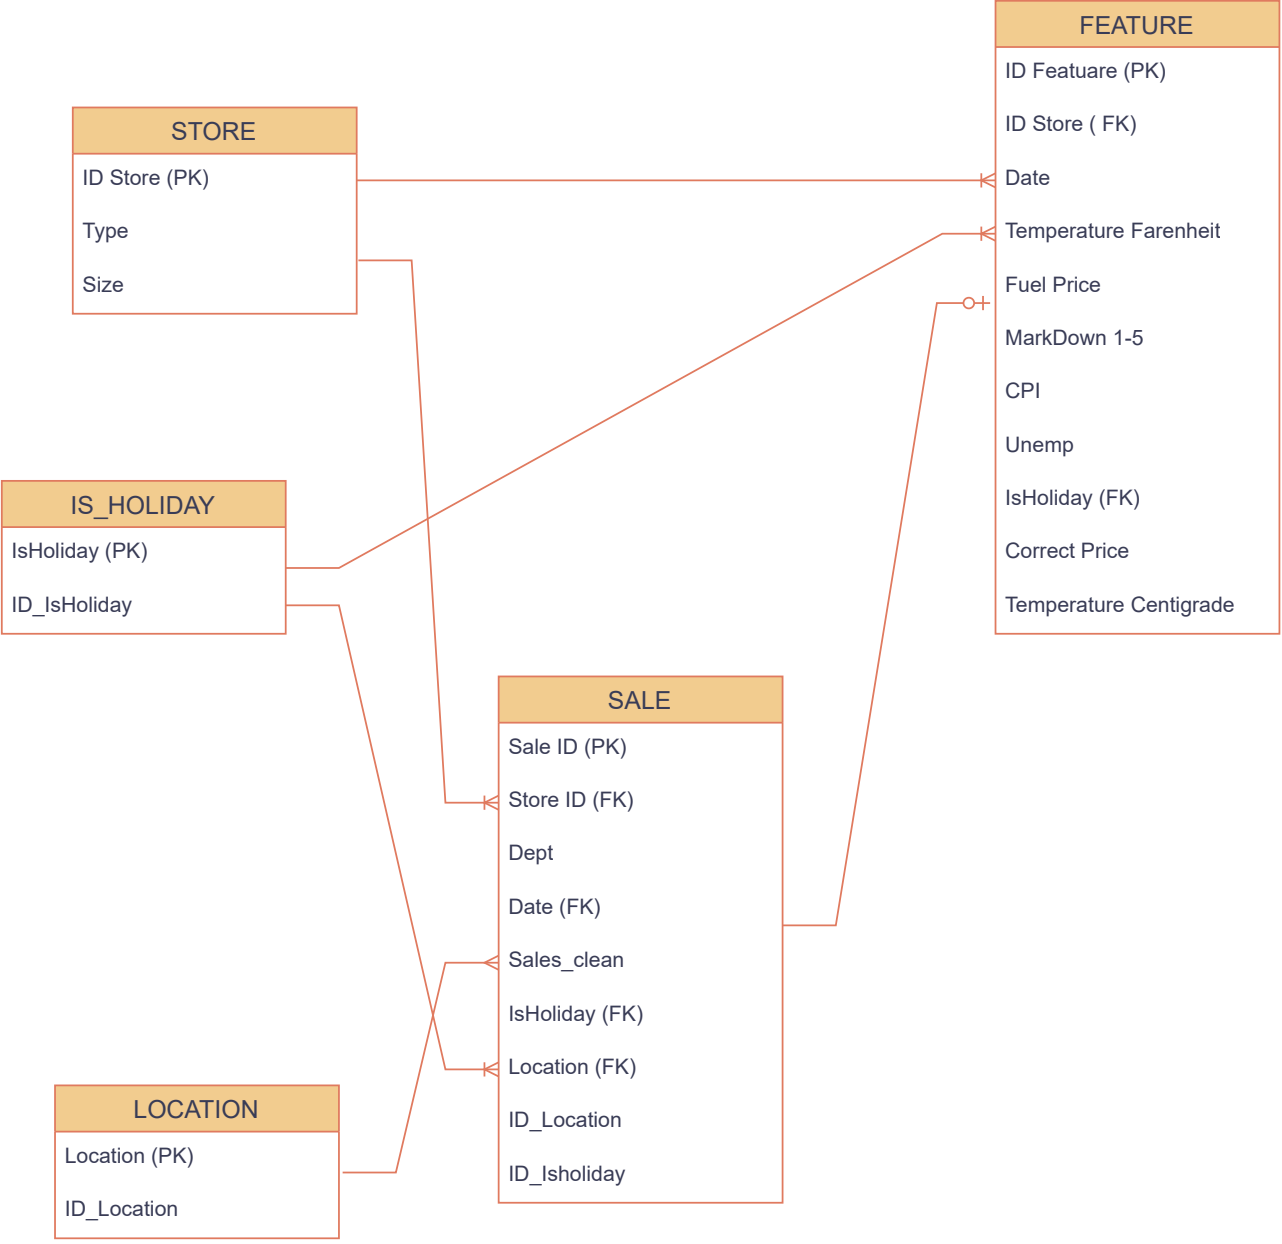 FEATURE
ID Featuare (PK)
ID Store ( FK)
Date
Temperature Farenheit
Fuel Price
MarkDown 1-5
CPI
Unemp
IsHoliday (FK)
Correct Price
Temperature Centigrade
STORE
ID Store (PK)
Type
Size
IS_HOLIDAY
IsHoliday (PK)
ID_IsHoliday
SALE
Sale ID (PK)
Store ID (FK)
Dept
Date (FK)
Sales_clean
IsHoliday (FK)
Location (FK)
ID_Location
ID_Isholiday
LOCATION
Location (PK)
ID_Location